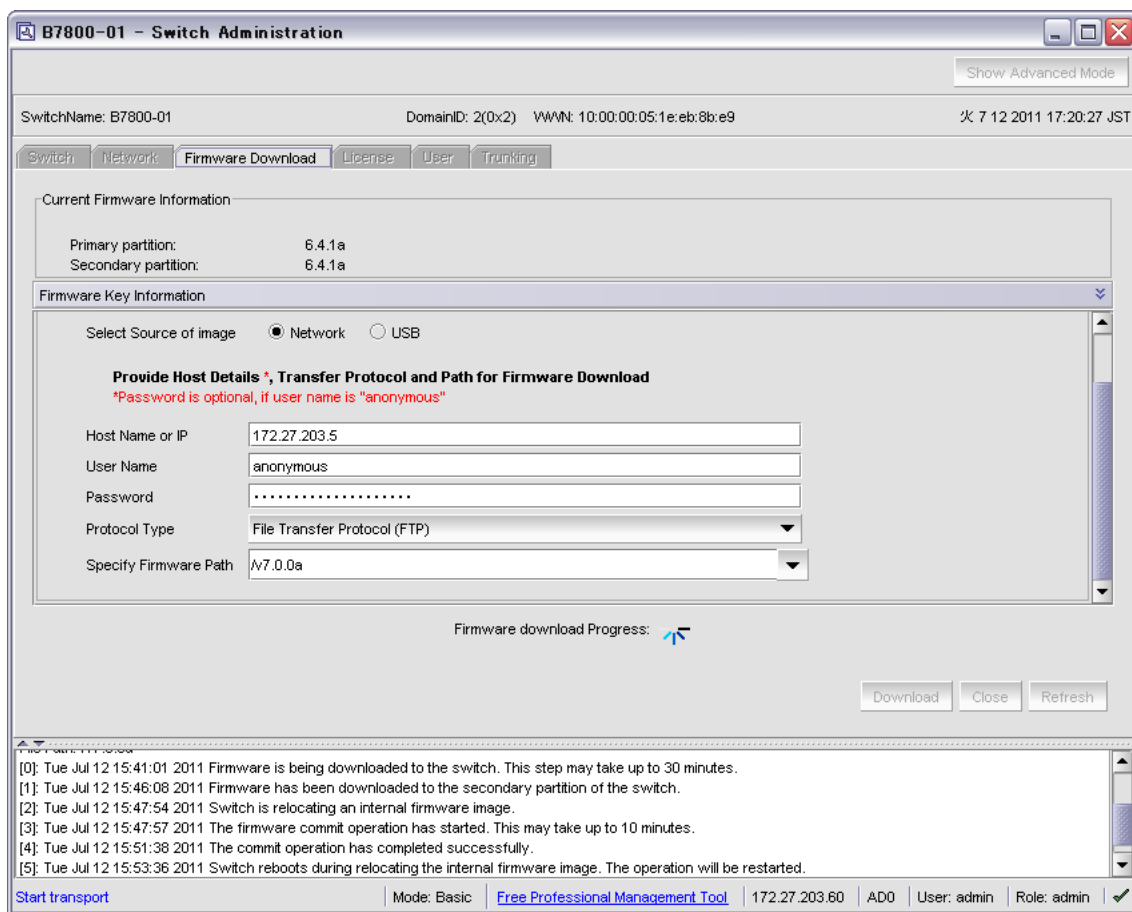 B7800-01 - Switch Administration
Show Advanced Mode
SwitchName: B7800-01 DomainID: 2(0x2) WWN: 10:00:00:05:1e:eb:8b:e9 火 7 12 2011 17:20:27 JST
Switch Network Firmware Download License User Trunking
Current Firmware Information
Primary partition: 6.4.1a
Secondary partition: 6.4.1a
Firmware Key Information
Select Source of image Network USB
Provide Host Details *, Transfer Protocol and Path for Firmware Download
*Password is optional, if user name is "anonymous"
Host Name or IP 172.27.203.5
User Name anonymous
Password ••••••••••••••••••••
Protocol Type File Transfer Protocol (FTP)
Specify Firmware Path /v7.0.0a
Firmware download Progress:
Download Close Refresh
[0]: Tue Jul 12 15:41:01 2011 Firmware is being downloaded to the switch. This step may take up to 30 minutes.
[1]: Tue Jul 12 15:46:08 2011 Firmware has been downloaded to the secondary partition of the switch.
[2]: Tue Jul 12 15:47:54 2011 Switch is relocating an internal firmware image.
[3]: Tue Jul 12 15:47:57 2011 The firmware commit operation has started. This may take up to 10 minutes.
[4]: Tue Jul 12 15:51:38 2011 The commit operation has completed successfully.
[5]: Tue Jul 12 15:53:36 2011 Switch reboots during relocating the internal firmware image. The operation will be restarted.
Start transport Mode: Basic Free Professional Management Tool 172.27.203.60 AD0 User: admin Role: admin